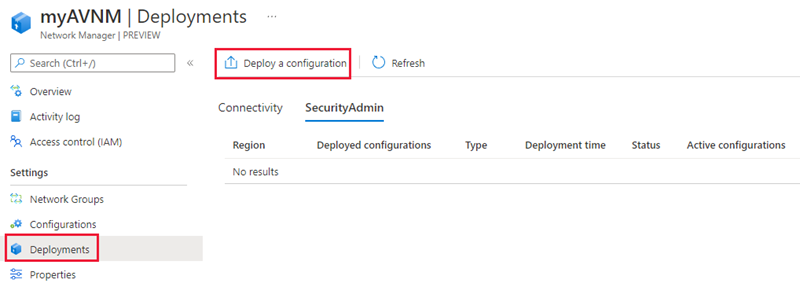 myAVNM | Deployments ...
Network Manager | PREVIEW
Search (Ctrl+/) «
Deploy a configuration Refresh
Overview
Activity log
Access control (IAM)
Settings
Network Groups
Configurations
Deployments
Properties
Connectivity SecurityAdmin
Region Deployed configurations Type Deployment time Status Active configurations
No results